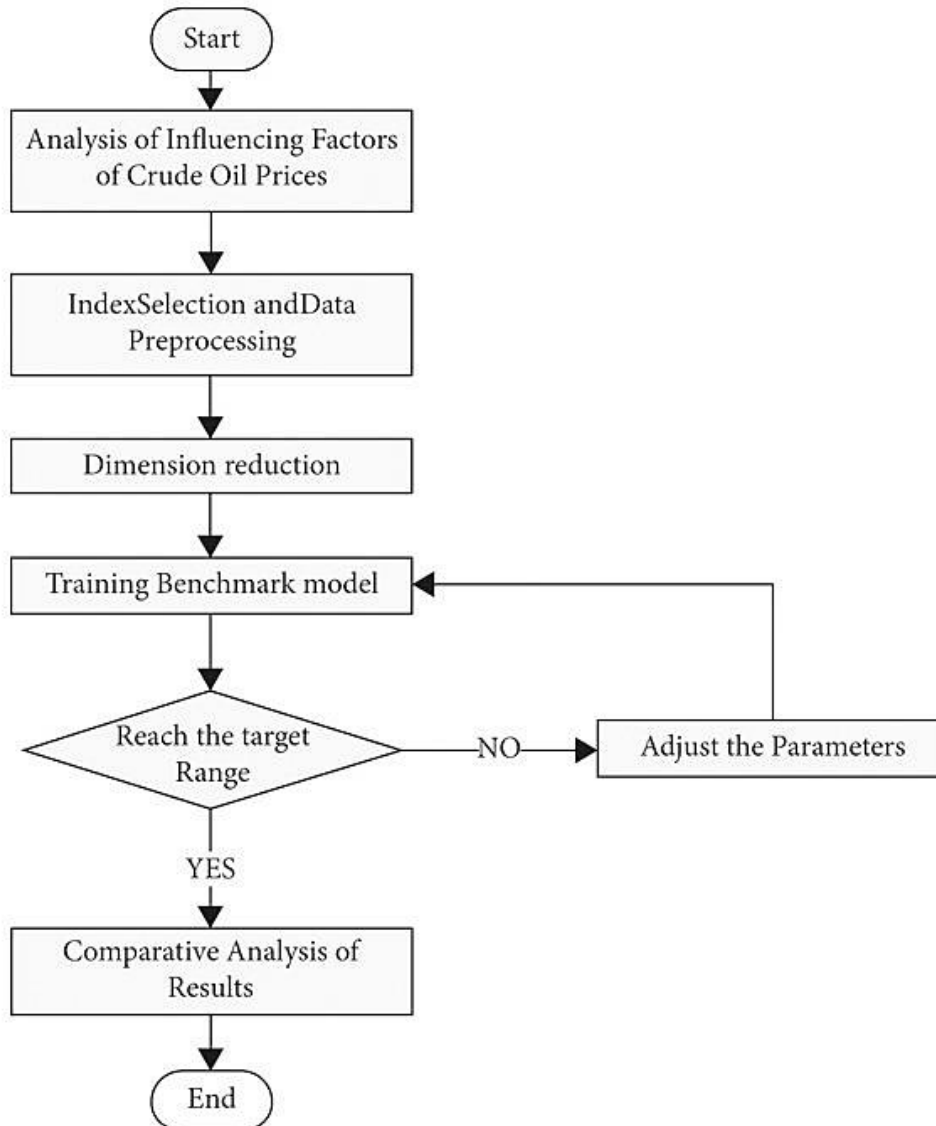 Start
Analysis of Influencing Factors
of Crude Oil Prices
IndexSelection andData
Preprocessing
Dimension reduction
Training Benchmark model
Reach the target
Range
NO
Adjust the Parameters
YES
Comparative Analysis of
Results
End